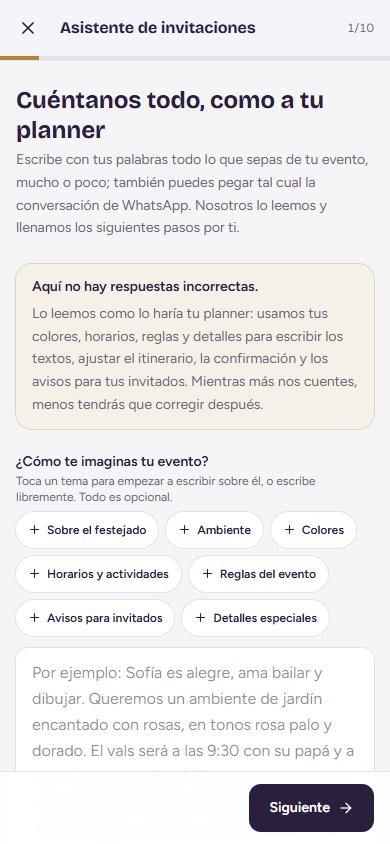 Asistente de invitaciones
1/10
Cuéntanos todo, como a tu
planner
Escribe con tus palabras todo lo que sepas de tu evento,
mucho o poco; también puedes pegar tal cual la
conversación de WhatsApp. Nosotros lo leemos y
llenamos los siguientes pasos por ti.
Aquí no hay respuestas incorrectas.
Lo leemos como lo haría tu planner: usamos tus
colores, horarios, reglas y detalles para escribir los
textos, ajustar el itinerario, la confirmación y los
avisos para tus invitados. Mientras más nos cuentes,
menos tendrás que corregir después.
¿Cómo te imaginas tu evento?
Toca un tema para empezar a escribir sobre él, o escribe
libremente. Todo es opcional.
+ Sobre el festejado + Ambiente + Colores
+ Horarios y actividades + Reglas del evento
+ Avisos para invitados + Detalles especiales
Por ejemplo: Sofía es alegre, ama bailar y
dibujar. Queremos un ambiente de jardín
encantado con rosas, en tonos rosa palo y
dorado. El vals será a las 9:30 con su papá y a
Siguiente →